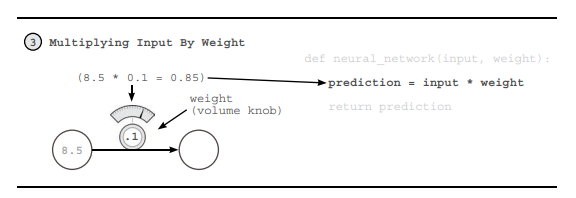 3 Multiplying Input By Weight
def neural_network(input, weight):
(8.5 * 0.1 = 0.85)
prediction = input * weight
weight
(volume knob)
return prediction
.1
8.5